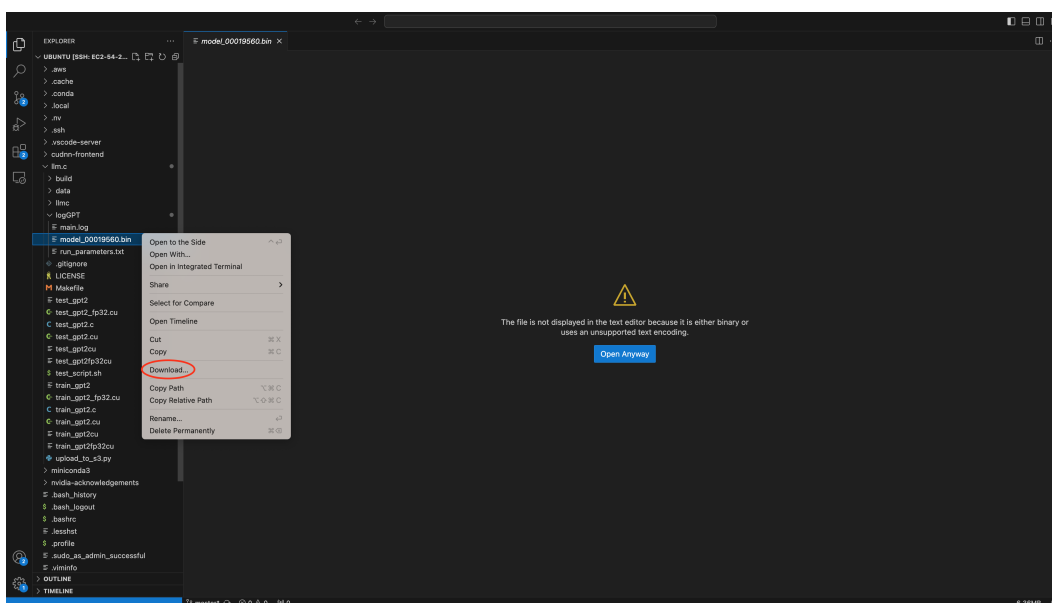 EXPLORER
model_00019560.bin
UBUNTU [SSH: EC2-54-2...
.aws
.cache
.conda
.local
.nv
.ssh
.vscode-server
cudnn-frontend
llm.c
build
data
llmc
logGPT
main.log
model_00019560.bin
run_parameters.txt
.gitignore
LICENSE
Makefile
test_gpt2
test_gpt2_fp32.cu
test_gpt2.c
test_gpt2.cu
test_gpt2cu
test_gpt2fp32cu
test_script.sh
train_gpt2
train_gpt2_fp32.cu
train_gpt2.c
train_gpt2.cu
train_gpt2cu
train_gpt2fp32cu
upload_to_s3.py
miniconda3
nvidia-acknowledgements
.bash_history
.bash_logout
.bashrc
.lesshst
.profile
.sudo_as_admin_successful
.viminfo
OUTLINE
TIMELINE
Open to the Side
Open With...
Open in Integrated Terminal
Share
Select for Compare
Open Timeline
Cut ⌘ X
Copy ⌘ C
Download...
Copy Path ⌥ ⌘ C
Copy Relative Path ⌥ ⇧ ⌘ C
Rename...
Delete Permanently
The file is not displayed in the text editor because it is either binary or
uses an unsupported text encoding.
Open Anyway